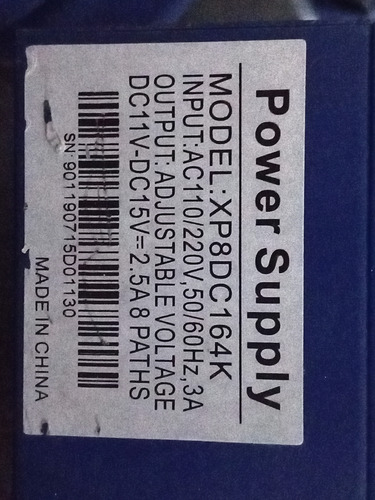 Power Supply
MODEL:XP8DC164K
INPUT:AC110/220V,50/60Hz,3A
OUTPUT: ADJUSTABLE VOLTAGE
DC11V-DC15V=2.5A 8 PATHS
SN:901190715D01130
MADE IN CHINA